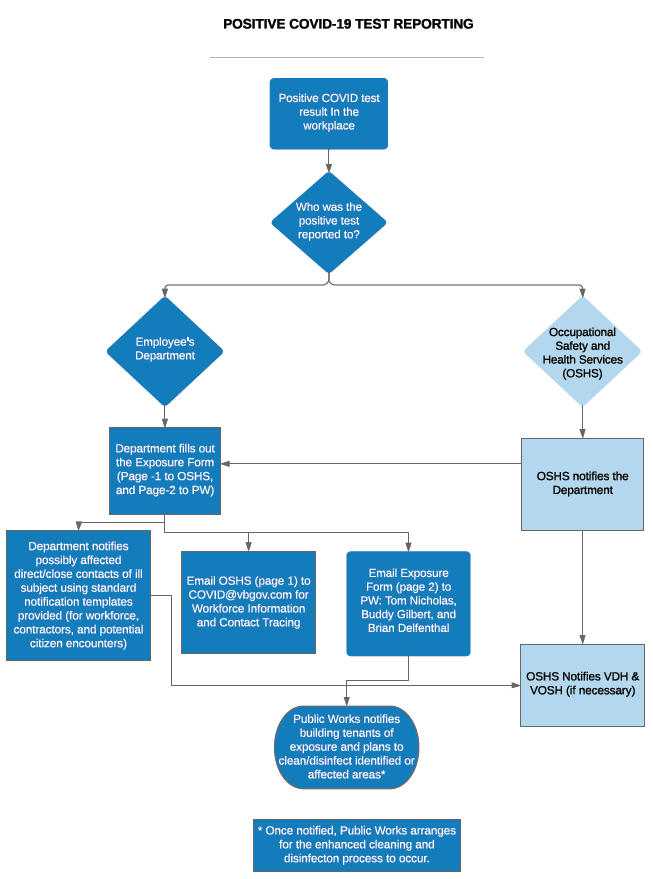 POSITIVE COVID-19 TEST REPORTING
Positive COVID test
result In the
workplace
Who was the
positive test
reported to?
Employee's
Department
Occupational
Safety and
Health Services
(OSHS)
Department fills out
the Exposure Form
(Page -1 to OSHS,
and Page-2 to PW)
OSHS notifies the
Department
Department notifies
possibly affected
direct/close contacts of ill
subject using standard
notification templates
provided (for workforce,
contractors, and potential
citizen encounters)
Email OSHS (page 1) to
COVID@vbgov.com for
Workforce Information
and Contact Tracing
Email Exposure
Form (page 2) to
PW: Tom Nicholas,
Buddy Gilbert, and
Brian Delfenthal
OSHS Notifies VDH &
VOSH (if necessary)
Public Works notifies
building tenants of
exposure and plans to
clean/disinfect identified or
affected areas*
* Once notified, Public Works arranges
for the enhanced cleaning and
disinfecton process to occur.